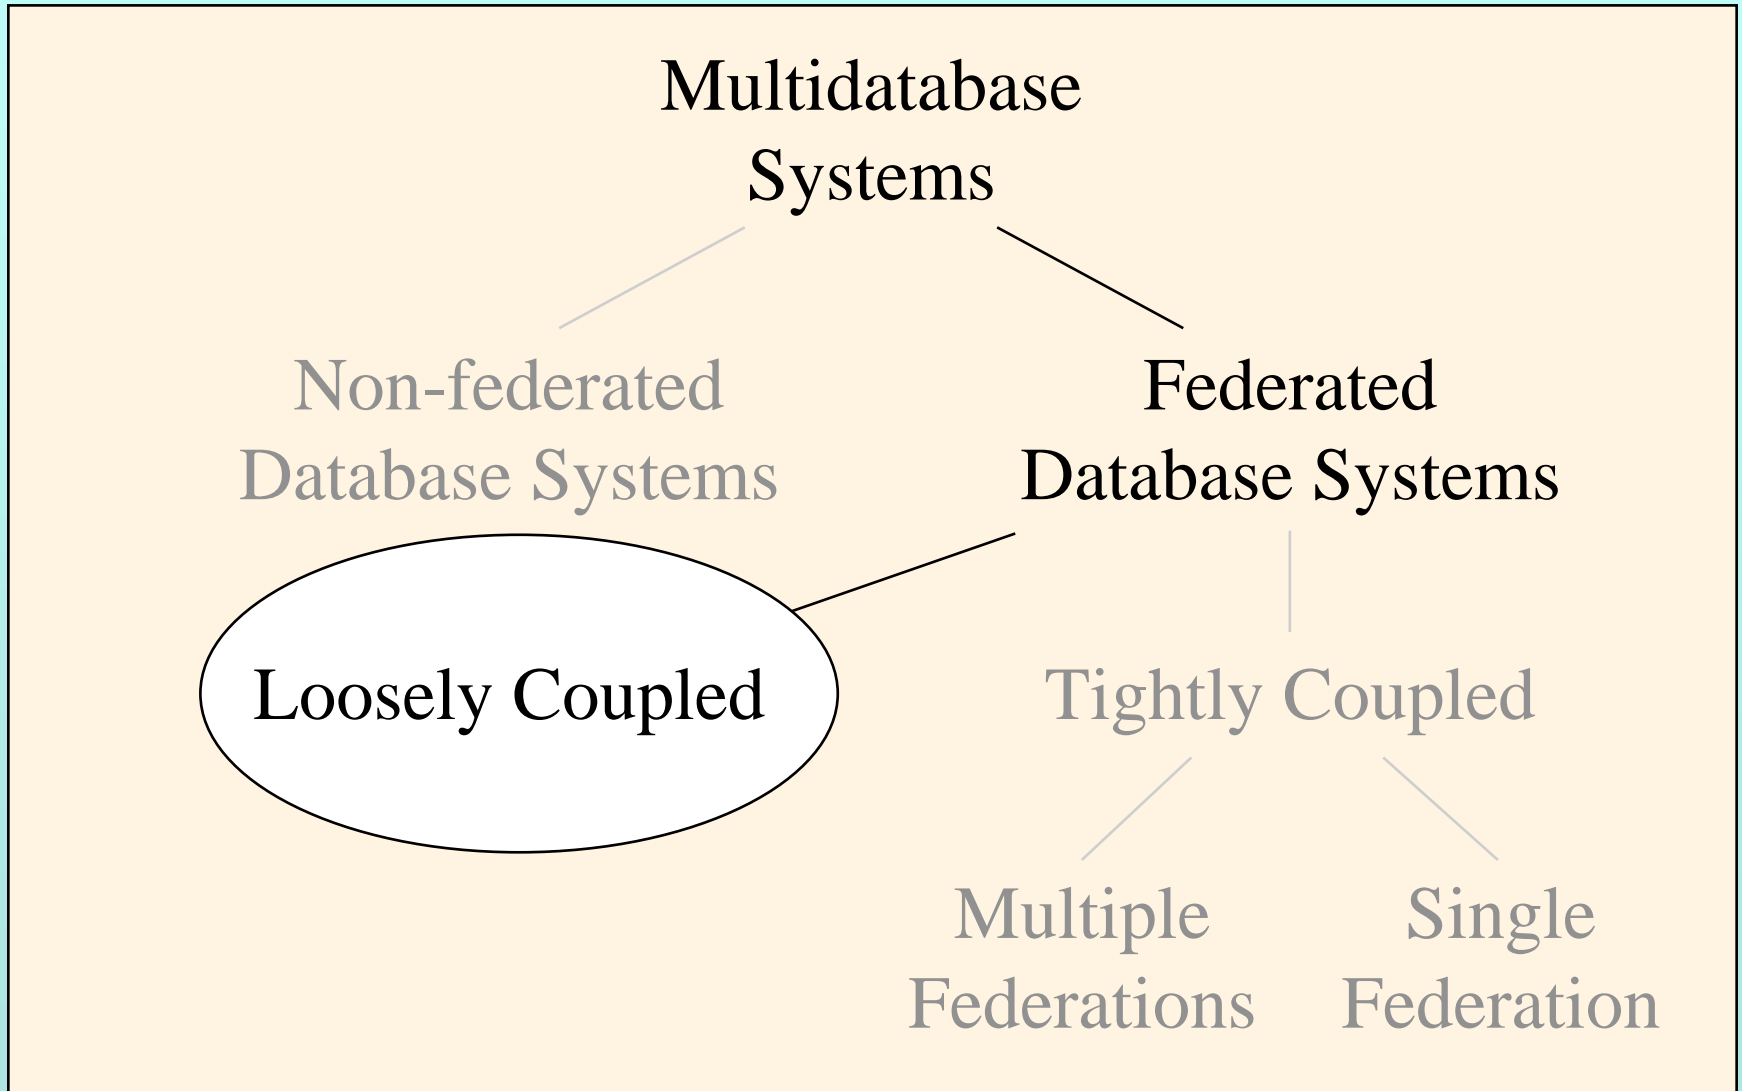 Multidatabase
Systems
Non-federated
Database Systems
Federated
Database Systems
Loosely Coupled
Tightly Coupled
Multiple
Federations
Single
Federation